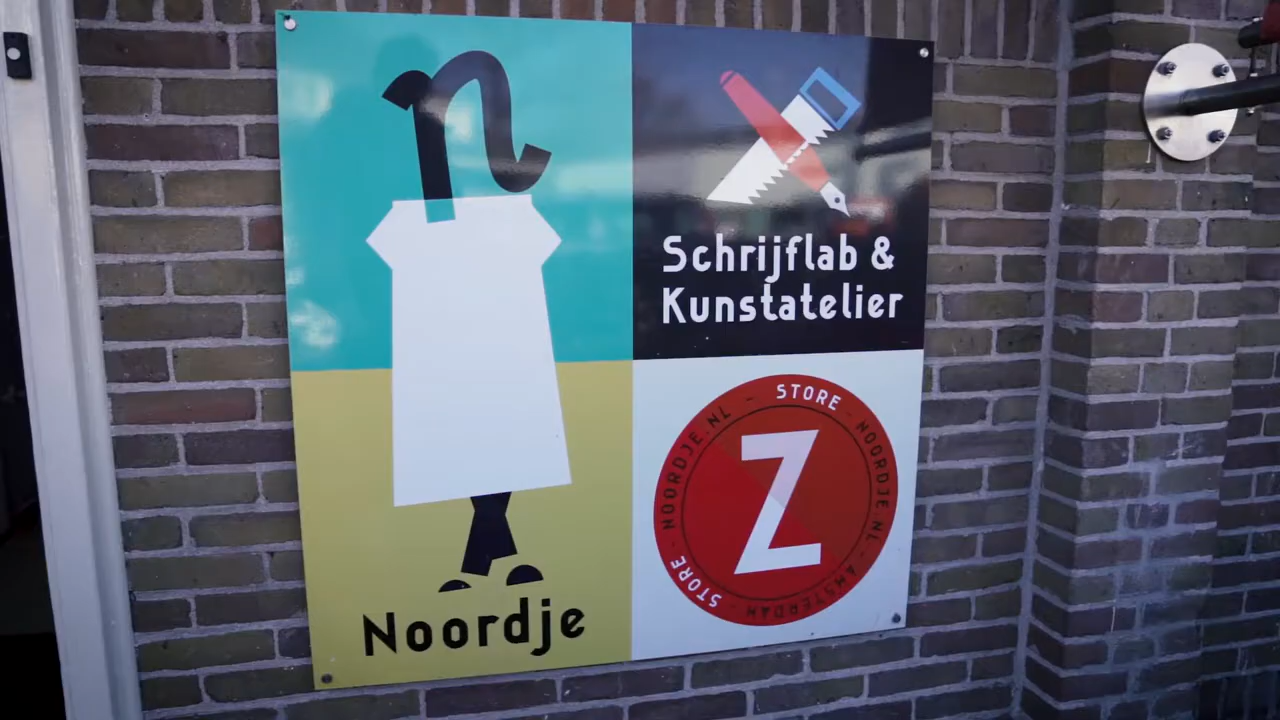 n
Noordje
Schrijflab &
Kunstatelier
STORE - NOORDJE.NL - AMSTERDAM - STORE - NOORDJE.NL -
Z